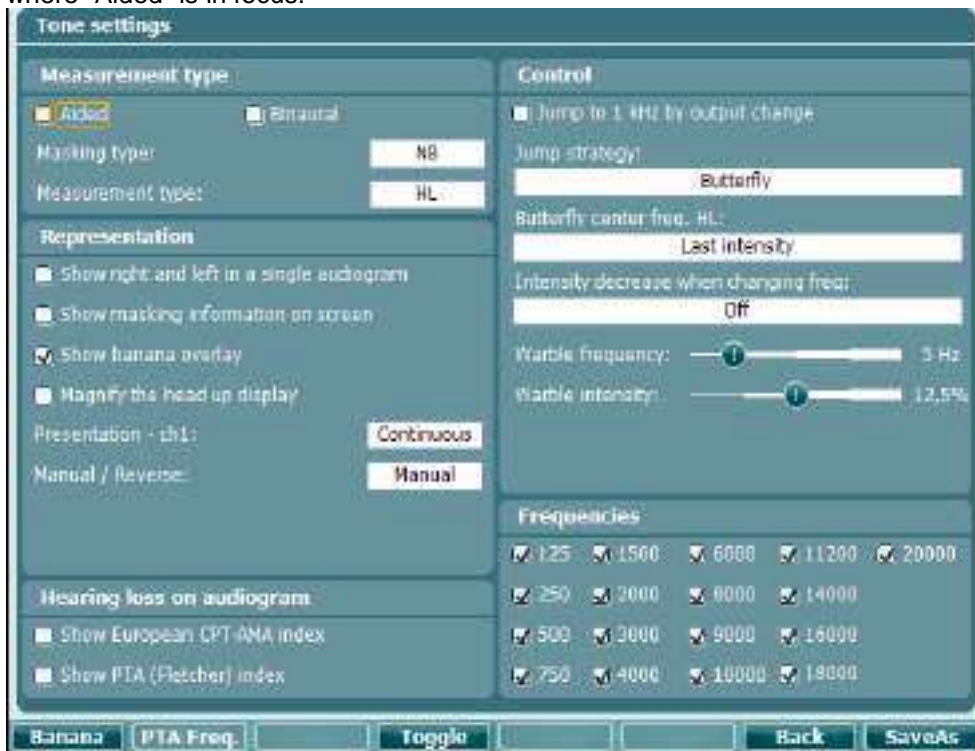 where "Aided" is in focus.
Tone settings
Measurement type
Aided
Binaural
Masking type:
NB
Measurement type:
HL
Representation
Show right and left in a single audiogram
Show masking information on screen
Show banana overlay
Magnify the head up display
Presentation - ch1:
Continuous
Manual / Reverse:
Manual
Hearing loss on audiogram
Show European CPT-AMA index
Show PTA (Fletcher) index
Control
Jump to 1 kHz by output change
Jump strategy:
Butterfly
Butterfly center freq. HL:
Last intensity
Intensity decrease when changing freq:
Off
Warble frequency:
5 Hz
Warble intensity:
12,5%
Frequencies
125 1500 6000 11200 20000
250 2000 8000 14000
500 3000 9000 16000
750 4000 10000 18000
Banana PTA Freq. Toggle Back SaveAs